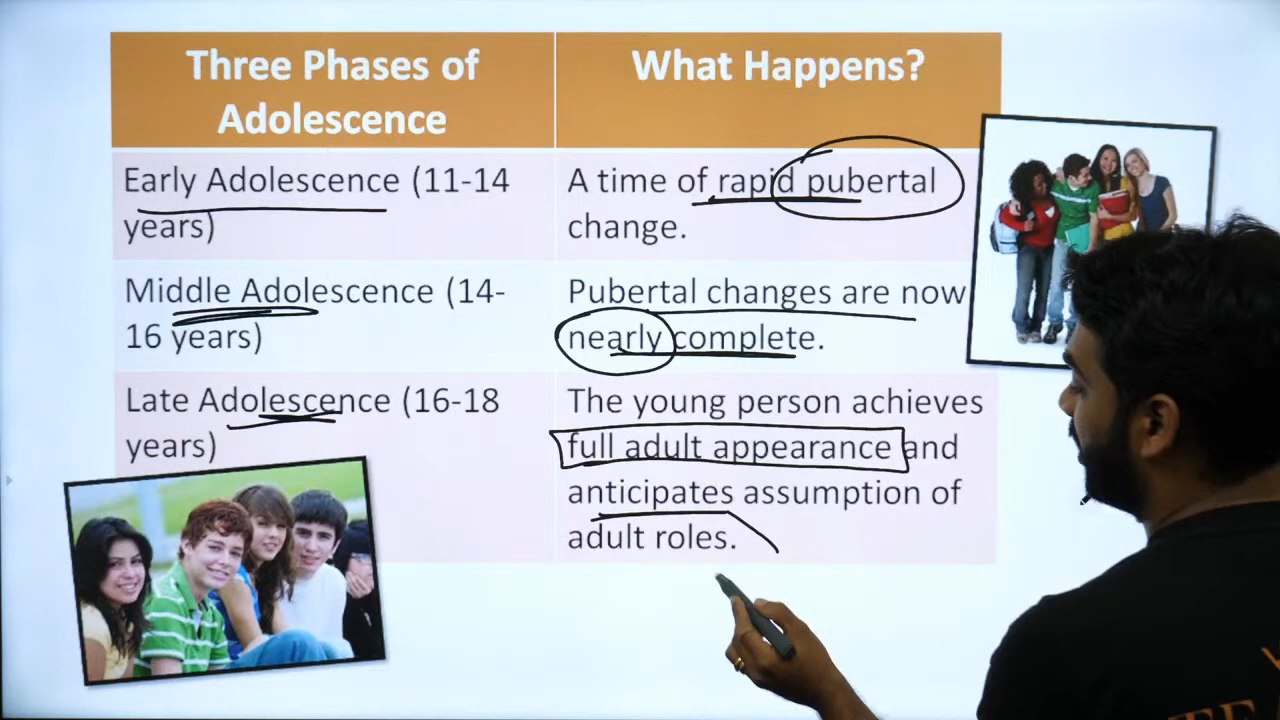 Three Phases of
Adolescence
What Happens?
Early Adolescence (11-14
years)
A time of rapid pubertal
change.
Middle Adolescence (14-
16 years)
Pubertal changes are now
nearly complete.
Late Adolescence (16-18
years)
The young person achieves
full adult appearance and
anticipates assumption of
adult roles.